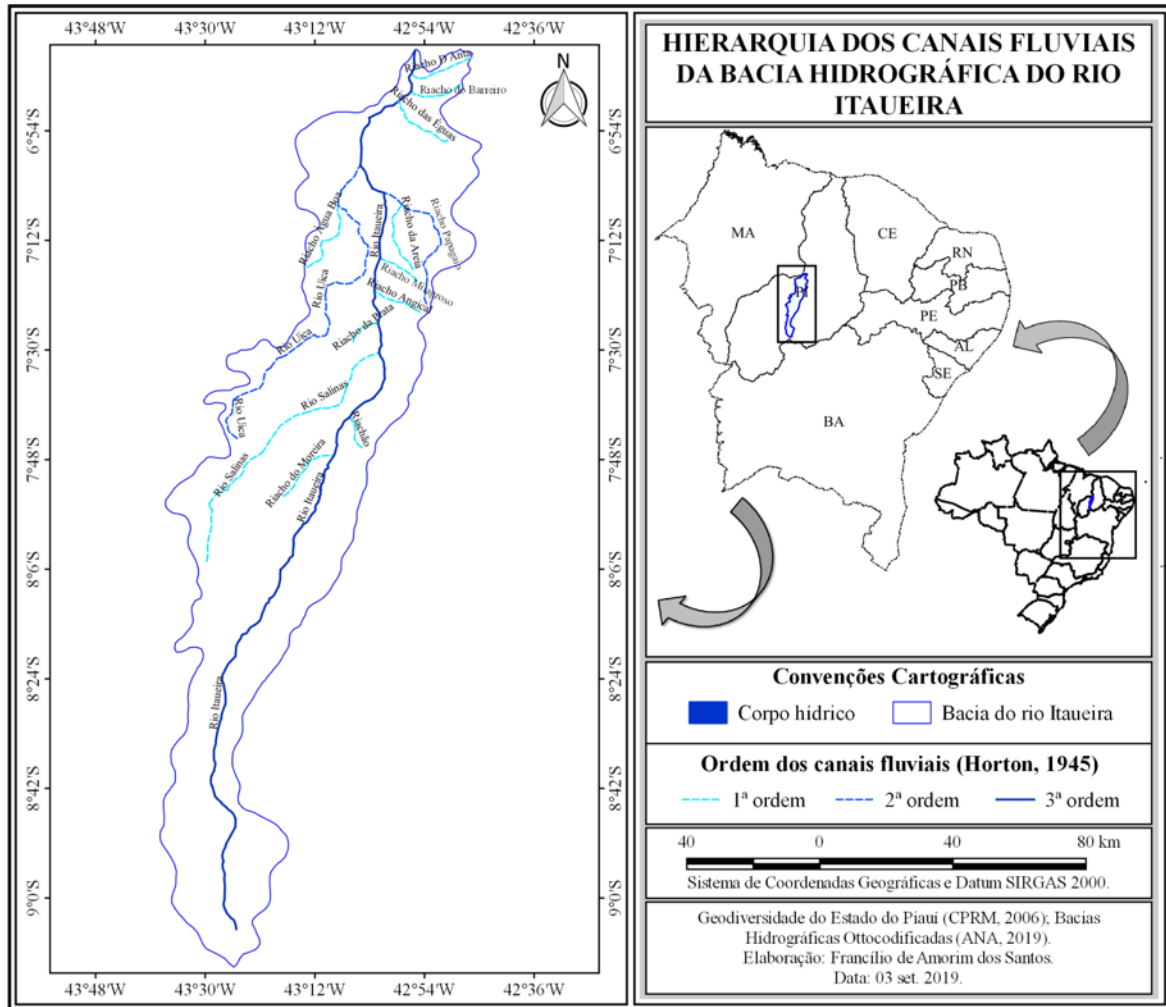 43°48'W
43°30'W
43°12'W
42°54'W
42°36'W
6°54'S
7°12'S
7°30'S
7°48'S
8°6'S
8°24'S
8°42'S
9°0'S
6°54'S
7°12'S
7°30'S
7°48'S
8°6'S
8°24'S
8°42'S
9°0'S
N
Riacho D'Anta
Riacho do Barreiro
Riacho das Éguas
Riacho Água Boa
Rio Itaueira
Riacho da Areia
Riacho Papagaio
Rio Uica
Riacho Mimoso
Riacho Angical
Riacho da Prata
Rio Uica
Rio Uica
Rio Salinas
Riachão
Rio Salinas
Riacho do Moreira
Rio Itaueira
Rio Itaueira
43°48'W
43°30'W
43°12'W
42°54'W
42°36'W
HIERARQUIA DOS CANAIS FLUVIAIS
DA BACIA HIDROGRÁFICA DO RIO
ITAUEIRA
MA
CE
RN
PB
PI
PE
AL
SE
BA
Convenções Cartográficas
Corpo hídrico
Bacia do rio Itaueira
Ordem dos canais fluviais (Horton, 1945)
1ª ordem
2ª ordem
3ª ordem
40
0
40
80 km
Sistema de Coordenadas Geográficas e Datum SIRGAS 2000.
Geodiversidade do Estado do Piauí (CPRM, 2006); Bacias
Hidrográficas Ottocodificadas (ANA, 2019).
Elaboração: Francílio de Amorim dos Santos.
Data: 03 set. 2019.